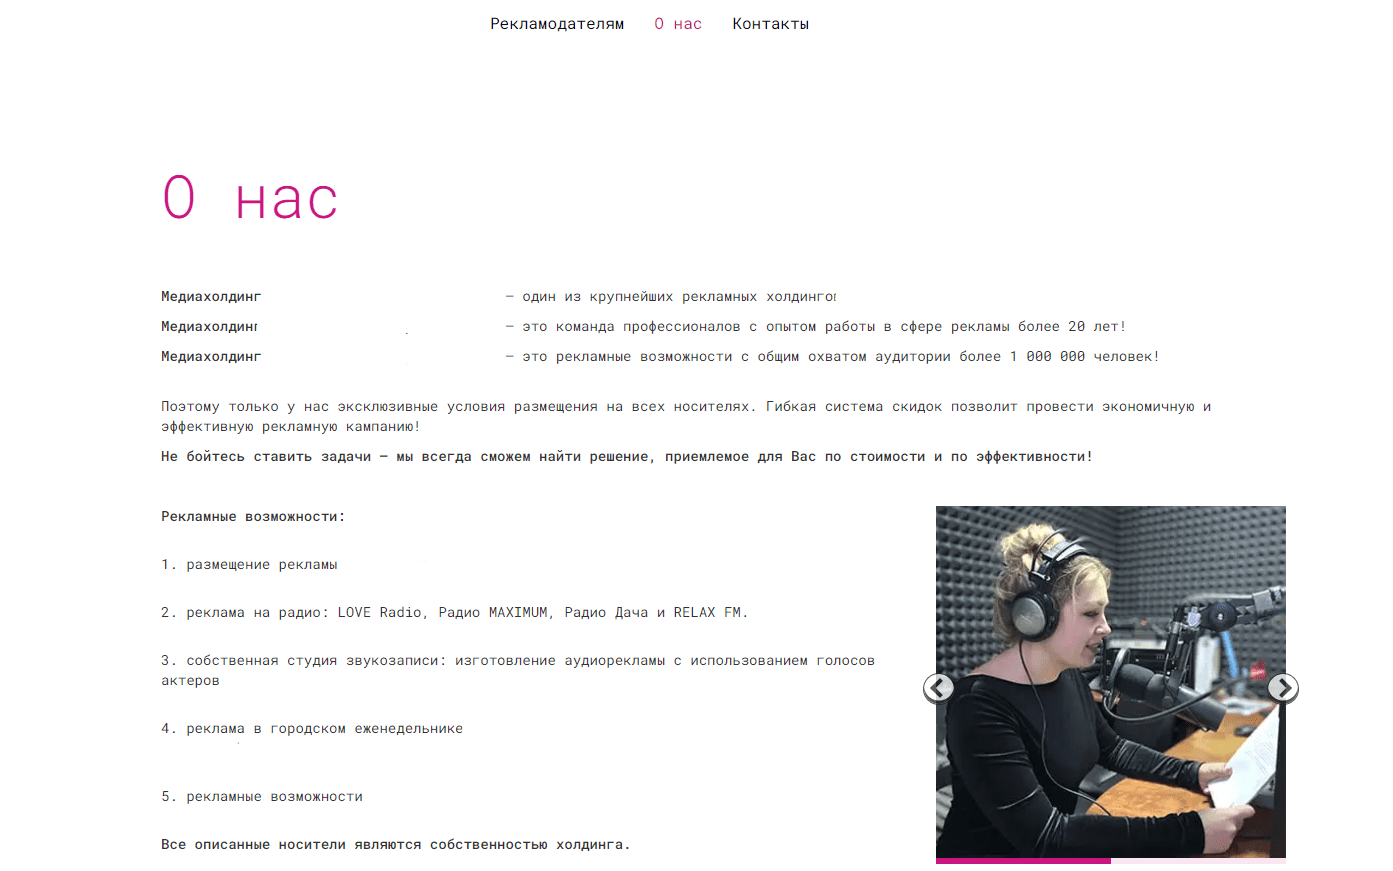 Рекламодателям О нас Контакты
О нас
Медиахолдинг — один из крупнейших рекламных холдингов
Медиахолдинг — это команда профессионалов с опытом работы в сфере рекламы более 20 лет!
Медиахолдинг — это рекламные возможности с общим охватом аудитории более 1 000 000 человек!
Поэтому только у нас эксклюзивные условия размещения на всех носителях. Гибкая система скидок позволит провести экономичную и
эффективную рекламную кампанию!
Не бойтесь ставить задачи — мы всегда сможем найти решение, приемлемое для Вас по стоимости и по эффективности!
Рекламные возможности:
1. размещение рекламы
2. реклама на радио: LOVE Radio, Радио MAXIMUM, Радио Дача и RELAX FM.
3. собственная студия звукозаписи: изготовление аудиорекламы с использованием голосов
актеров
4. реклама в городском еженедельнике
5. рекламные возможности
Все описанные носители являются собственностью холдинга.